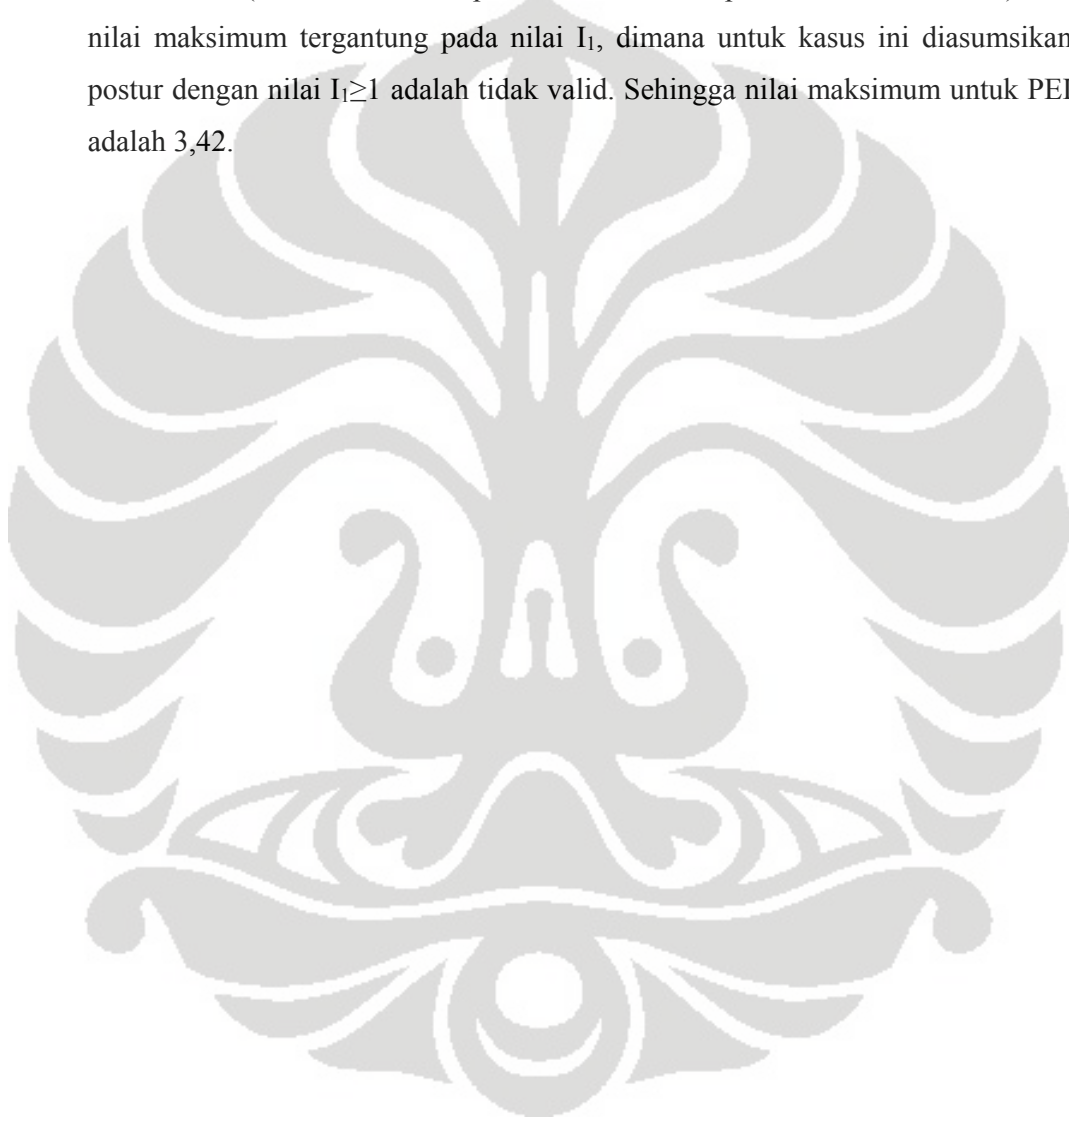 nilai maksimum tergantung pada nilai I₁, dimana untuk kasus ini diasumsikan
postur dengan nilai I₁≥1 adalah tidak valid. Sehingga nilai maksimum untuk PEI
adalah 3,42.